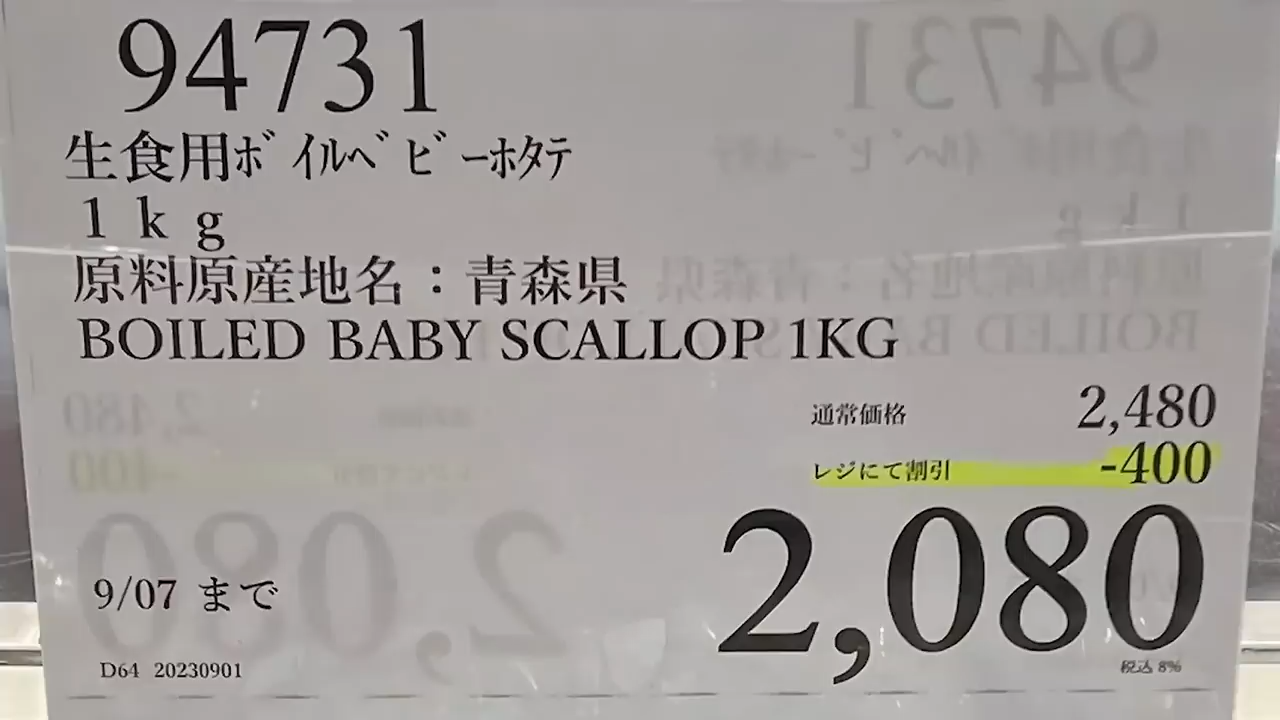 94731
生食用ﾎﾞｲﾙﾍﾞﾋﾞｰﾎﾀﾃ
１ｋｇ
原料原産地名：青森県
BOILED BABY SCALLOP 1KG
通常価格 2,480
レジにて割引 -400
2,080
9/07 まで
税込 8%
D64 20230901